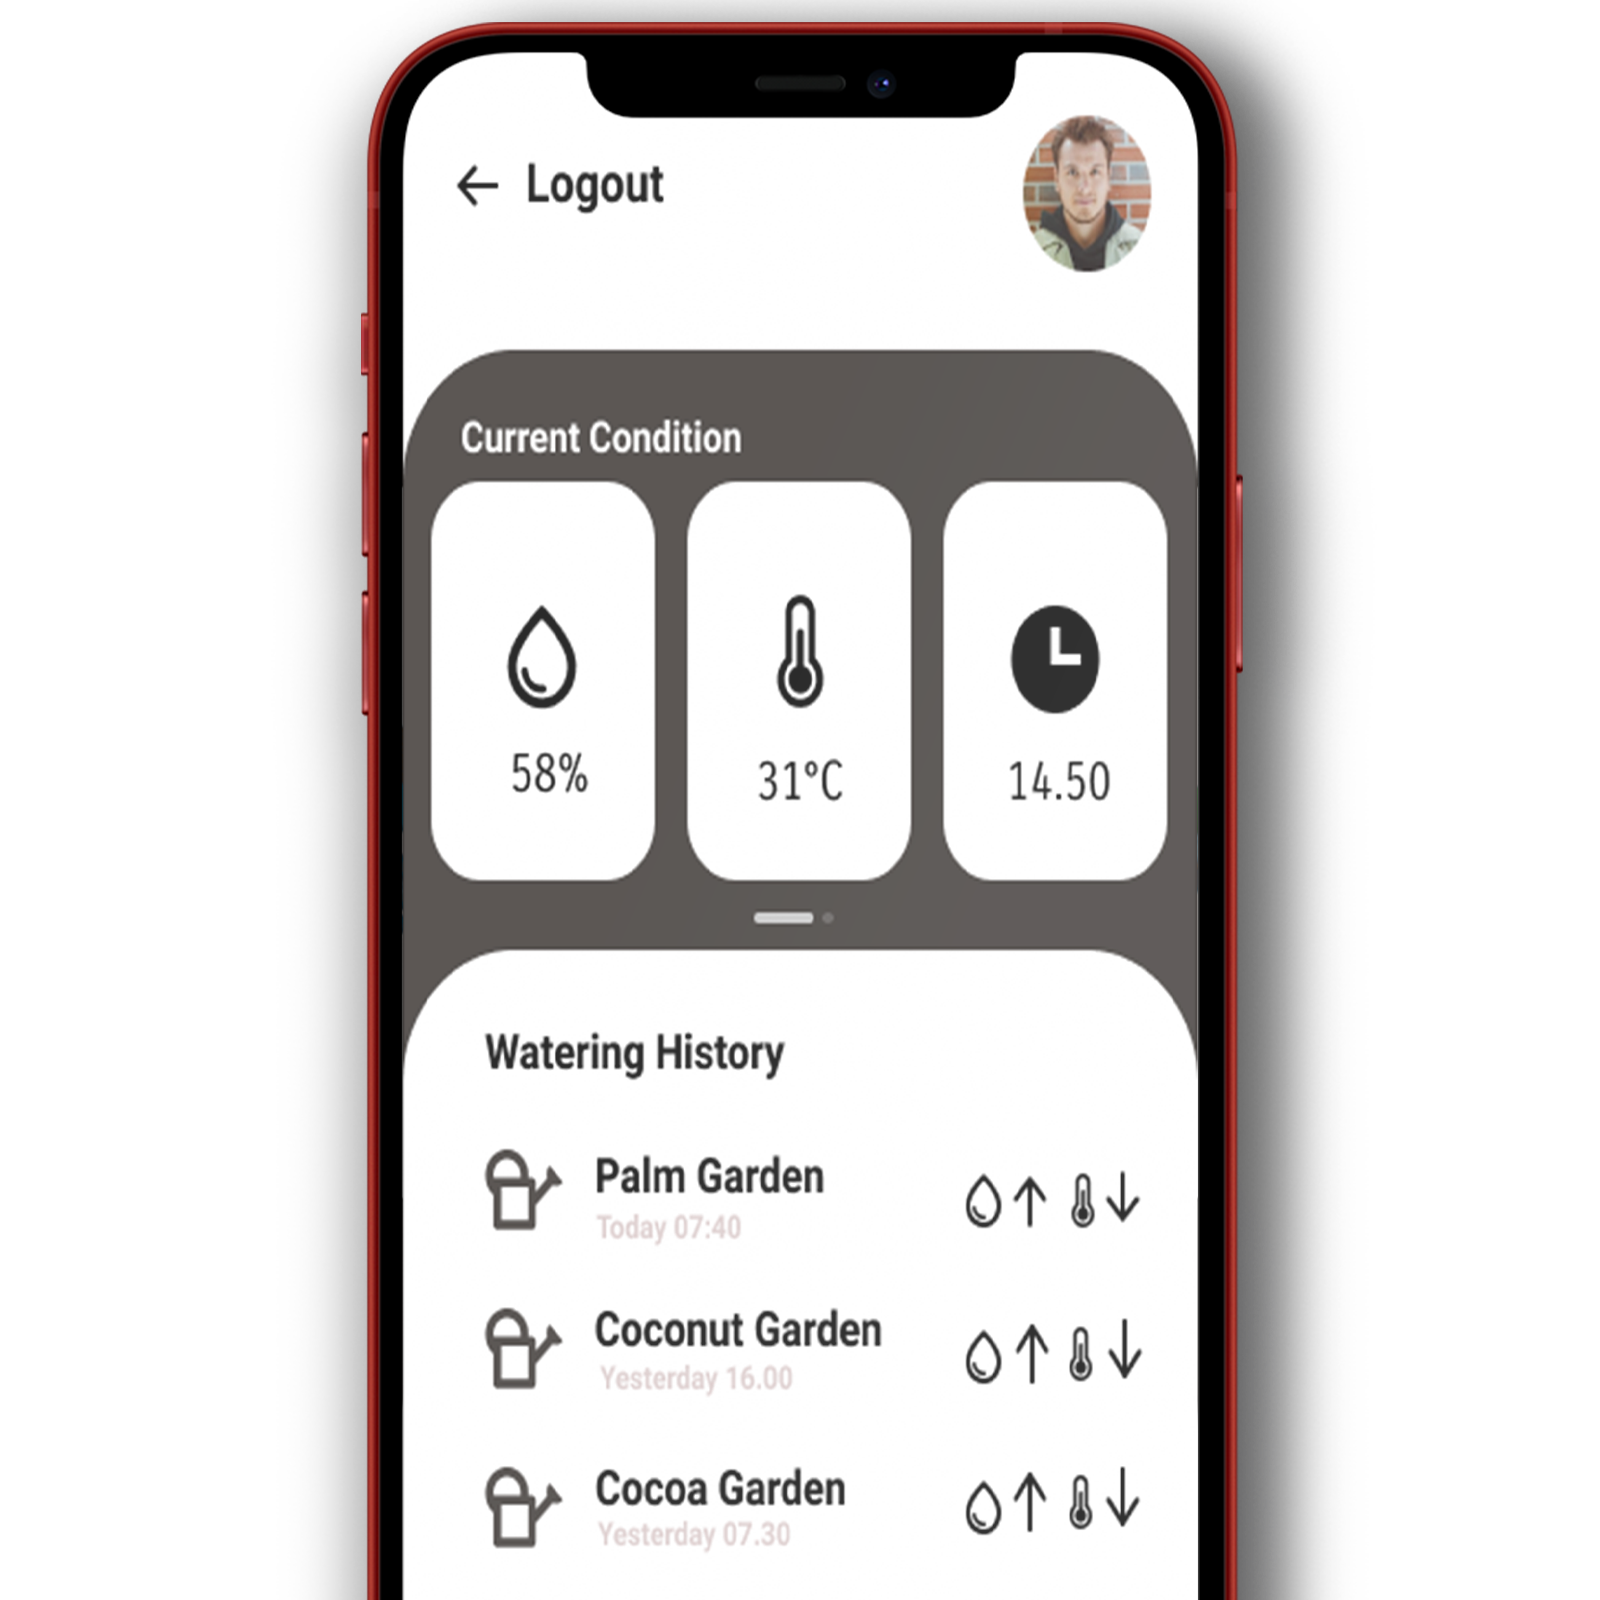 Logout
Current Condition
58%
31°C
14.50
Watering History
Palm Garden
Today 07:40
Coconut Garden
Yesterday 16.00
Cocoa Garden
Yesterday 07.30